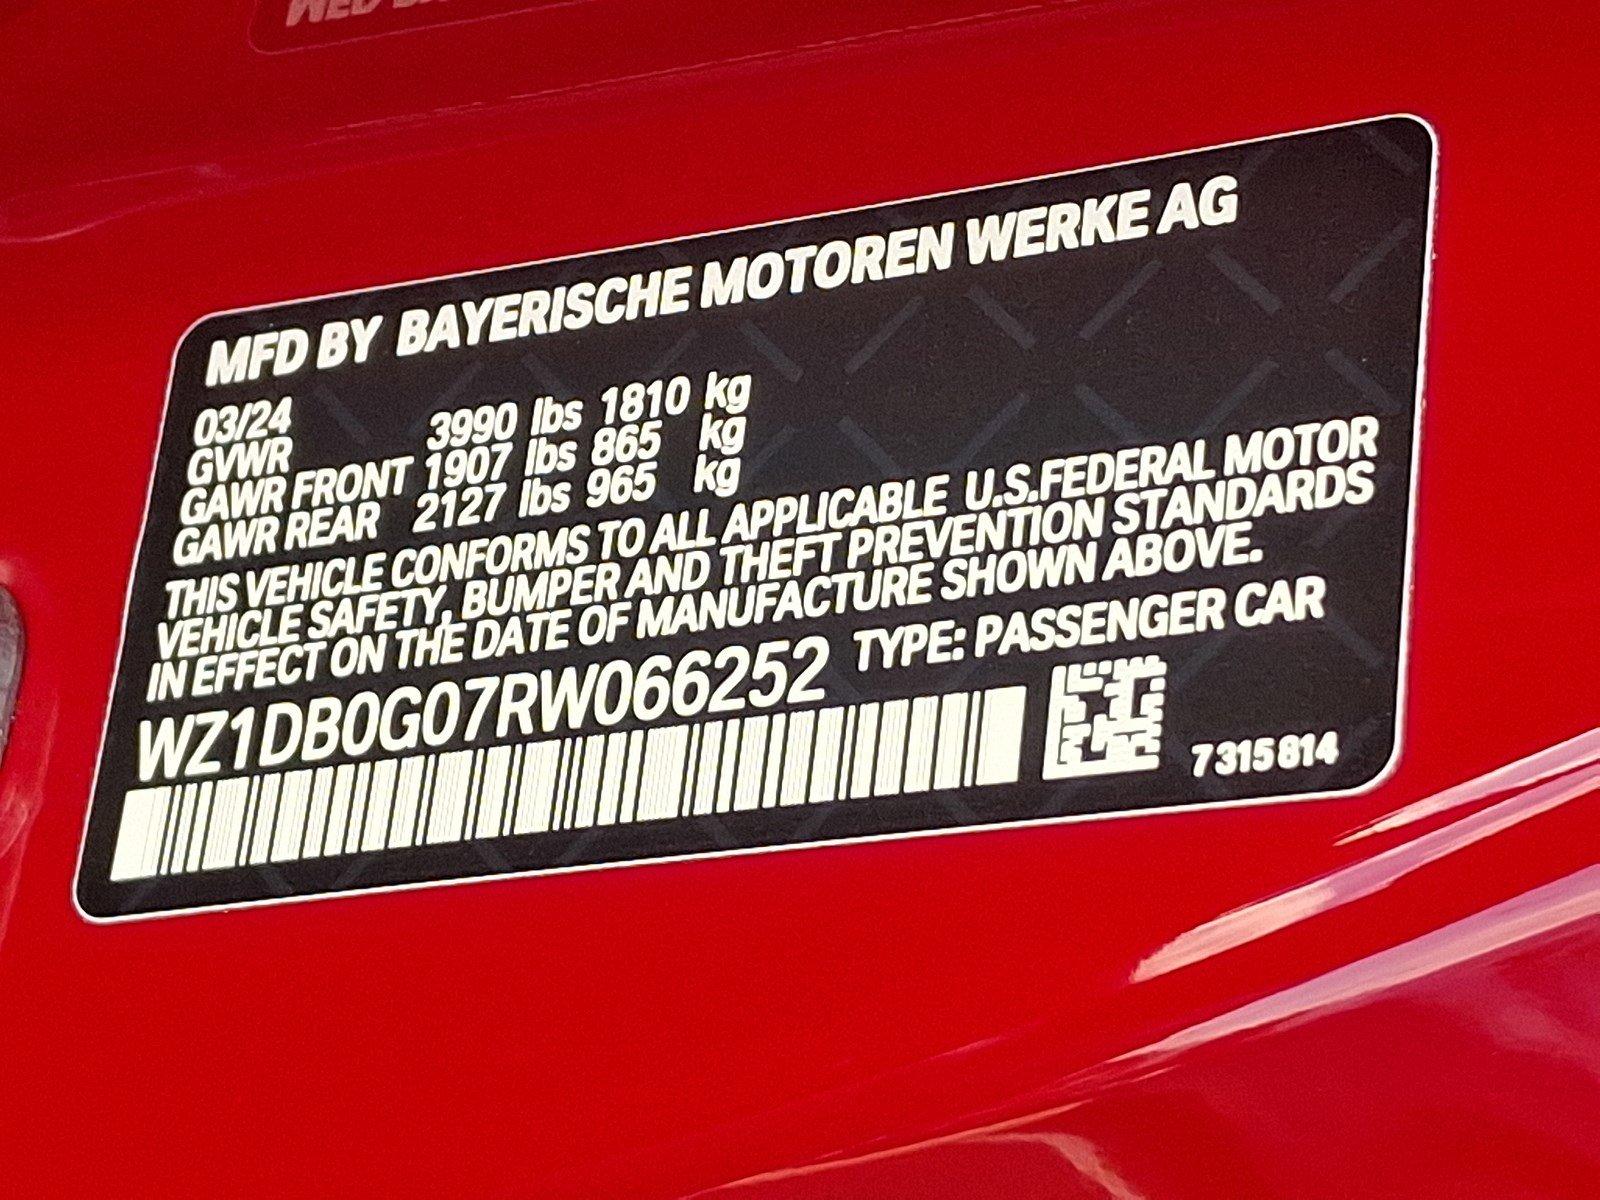 MFD BY BAYERISCHE MOTOREN WERKE AG
03/24
GVWR 3990 lbs 1810 kg
GAWR FRONT 1907 lbs 865 kg
GAWR REAR 2127 lbs 965 kg
THIS VEHICLE CONFORMS TO ALL APPLICABLE U.S.FEDERAL MOTOR
VEHICLE SAFETY, BUMPER AND THEFT PREVENTION STANDARDS
IN EFFECT ON THE DATE OF MANUFACTURE SHOWN ABOVE.
WZ1DB0G07RW066252 TYPE: PASSENGER CAR
7315814